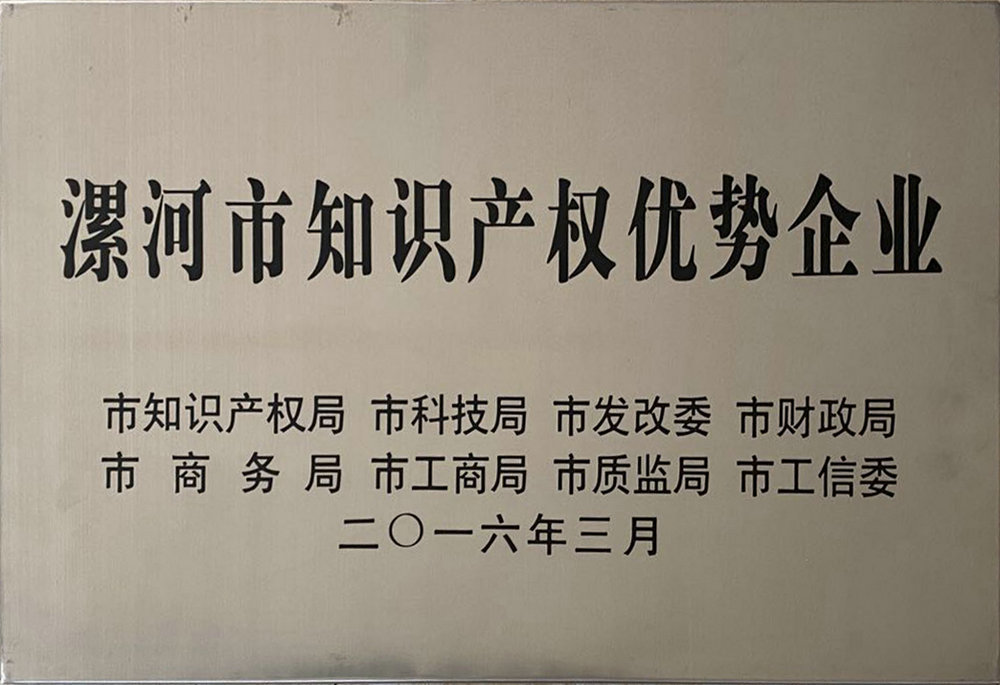 漯河市知识产权优势企业
市知识产权局 市科技局 市发改委 市财政局
市商务局 市工商局 市质监局 市工信委
二〇一六年三月